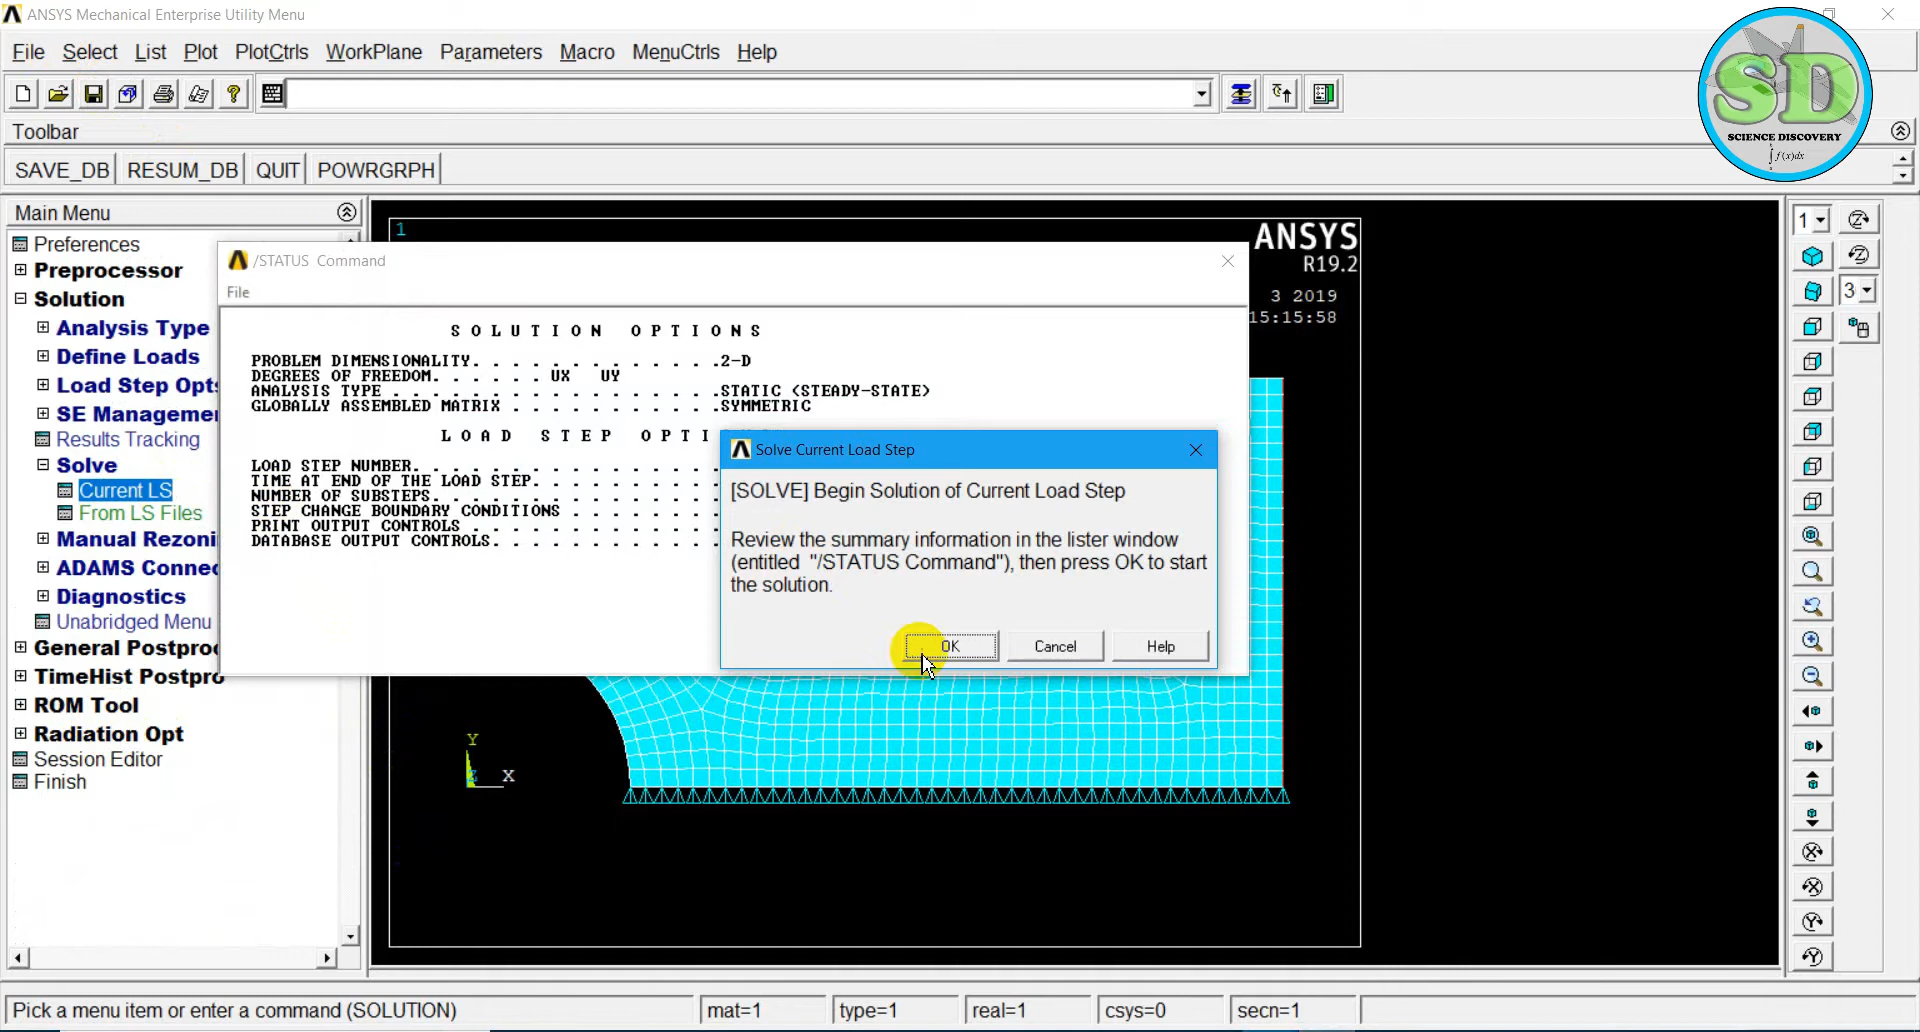 ANSYS Mechanical Enterprise Utility Menu
File Select List Plot PlotCtrls WorkPlane Parameters Macro MenuCtrls Help
SD
SCIENCE DISCOVERY
∫ f(x)dx
Toolbar
SAVE_DB RESUM_DB QUIT POWRGRPH
Main Menu
Preferences
Preprocessor
Solution
Analysis Type
Define Loads
Load Step Opts
SE Managemen
Results Tracking
Solve
Current LS
From LS Files
Manual Rezoni
ADAMS Connec
Diagnostics
Unabridged Menu
General Postproc
TimeHist Postpro
ROM Tool
Radiation Opt
Session Editor
Finish
1
ANSYS
R19.2
3 2019
15:15:58
/STATUS Command
File
S O L U T I O N   O P T I O N S
PROBLEM DIMENSIONALITY. . . . . . . . . . . . .2-D
DEGREES OF FREEDOM. . . . . . UX   UY
ANALYSIS TYPE . . . . . . . . . . . . . . . . .STATIC (STEADY-STATE)
GLOBALLY ASSEMBLED MATRIX . . . . . . . . . . .SYMMETRIC
L O A D   S T E P   O P T I
LOAD STEP NUMBER. . . . . . . . . . . . . . . .
TIME AT END OF THE LOAD STEP. . . . . . . . . .
NUMBER OF SUBSTEPS. . . . . . . . . . . . . . .
STEP CHANGE BOUNDARY CONDITIONS . . . . . . . .
PRINT OUTPUT CONTROLS . . . . . . . . . . . . .
DATABASE OUTPUT CONTROLS. . . . . . . . . . . .
Solve Current Load Step
[SOLVE] Begin Solution of Current Load Step
Review the summary information in the lister window
(entitled "/STATUS Command"), then press OK to start
the solution.
OK Cancel Help
Y
X
1
3
Pick a menu item or enter a command (SOLUTION) mat=1 type=1 real=1 csys=0 secn=1